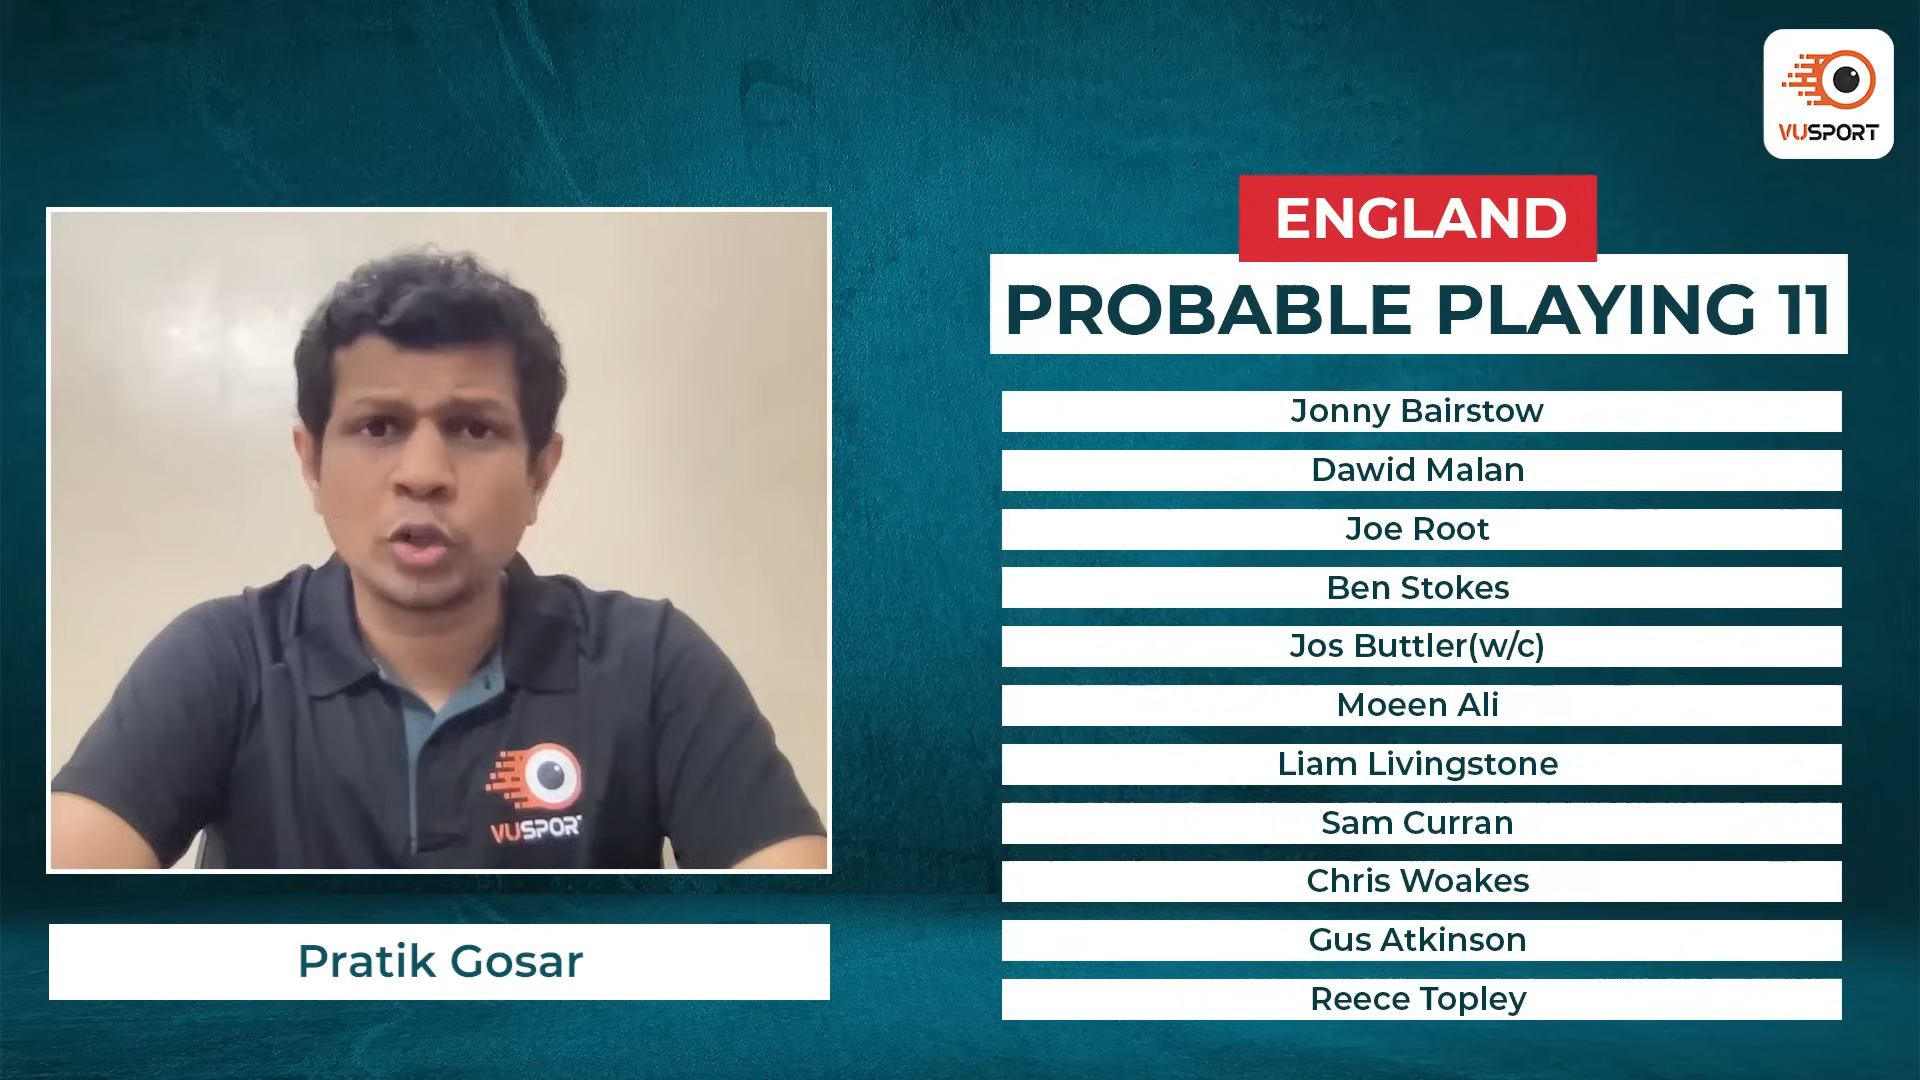 VUSPORT
ENGLAND
PROBABLE PLAYING 11
Jonny Bairstow
Dawid Malan
Joe Root
Ben Stokes
Jos Buttler(w/c)
Moeen Ali
Liam Livingstone
Sam Curran
Chris Woakes
Gus Atkinson
Reece Topley
VUSPORT
Pratik Gosar